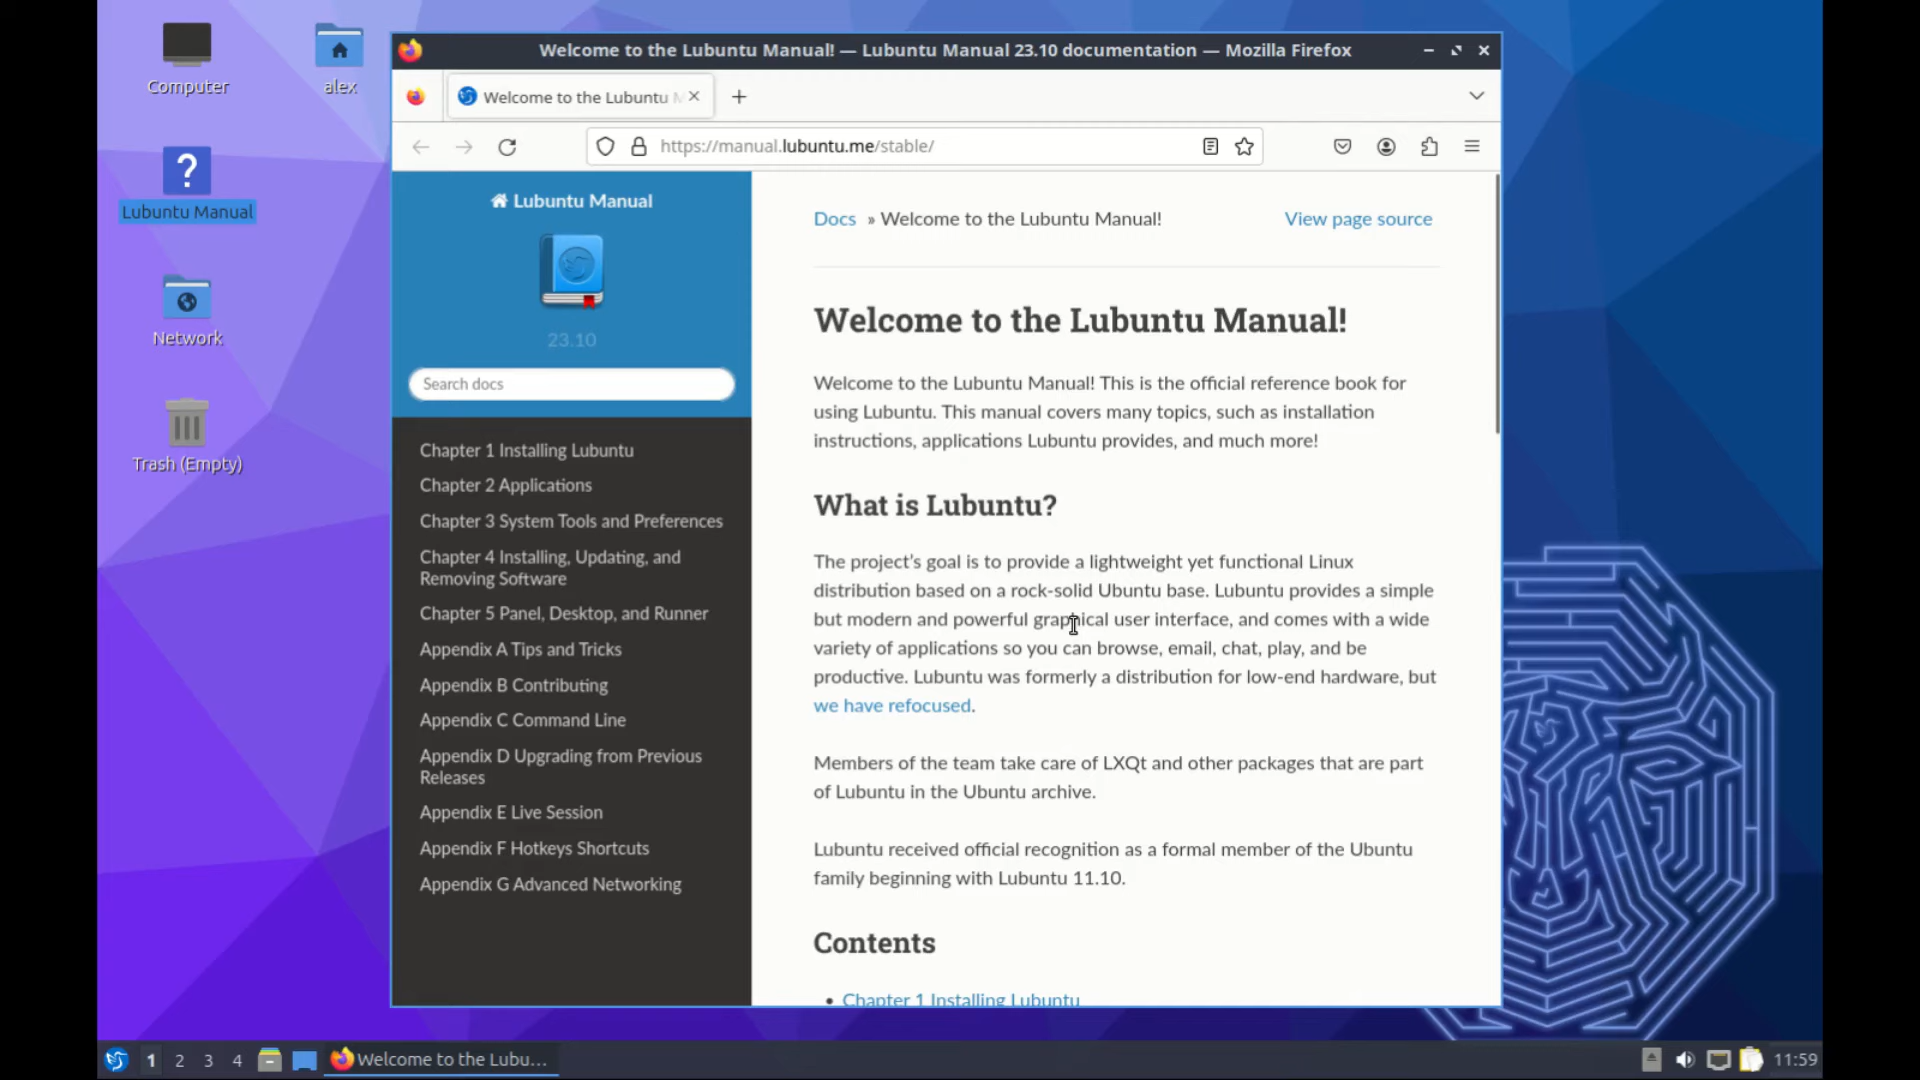 Computer
alex
Lubuntu Manual
Network
Trash (Empty)
Welcome to the Lubuntu Manual! — Lubuntu Manual 23.10 documentation — Mozilla Firefox
Welcome to the Lubuntu
https://manual.lubuntu.me/stable/
Lubuntu Manual
23.10
Search docs
Chapter 1 Installing Lubuntu
Chapter 2 Applications
Chapter 3 System Tools and Preferences
Chapter 4 Installing, Updating, and
Removing Software
Chapter 5 Panel, Desktop, and Runner
Appendix A Tips and Tricks
Appendix B Contributing
Appendix C Command Line
Appendix D Upgrading from Previous
Releases
Appendix E Live Session
Appendix F Hotkeys Shortcuts
Appendix G Advanced Networking
Docs » Welcome to the Lubuntu Manual!
View page source
Welcome to the Lubuntu Manual!
Welcome to the Lubuntu Manual! This is the official reference book for
using Lubuntu. This manual covers many topics, such as installation
instructions, applications Lubuntu provides, and much more!
What is Lubuntu?
The project's goal is to provide a lightweight yet functional Linux
distribution based on a rock-solid Ubuntu base. Lubuntu provides a simple
but modern and powerful graphical user interface, and comes with a wide
variety of applications so you can browse, email, chat, play, and be
productive. Lubuntu was formerly a distribution for low-end hardware, but
we have refocused.
Members of the team take care of LXQt and other packages that are part
of Lubuntu in the Ubuntu archive.
Lubuntu received official recognition as a formal member of the Ubuntu
family beginning with Lubuntu 11.10.
Contents
• Chapter 1 Installing Lubuntu
1 2 3 4
Welcome to the Lubu...
11:59